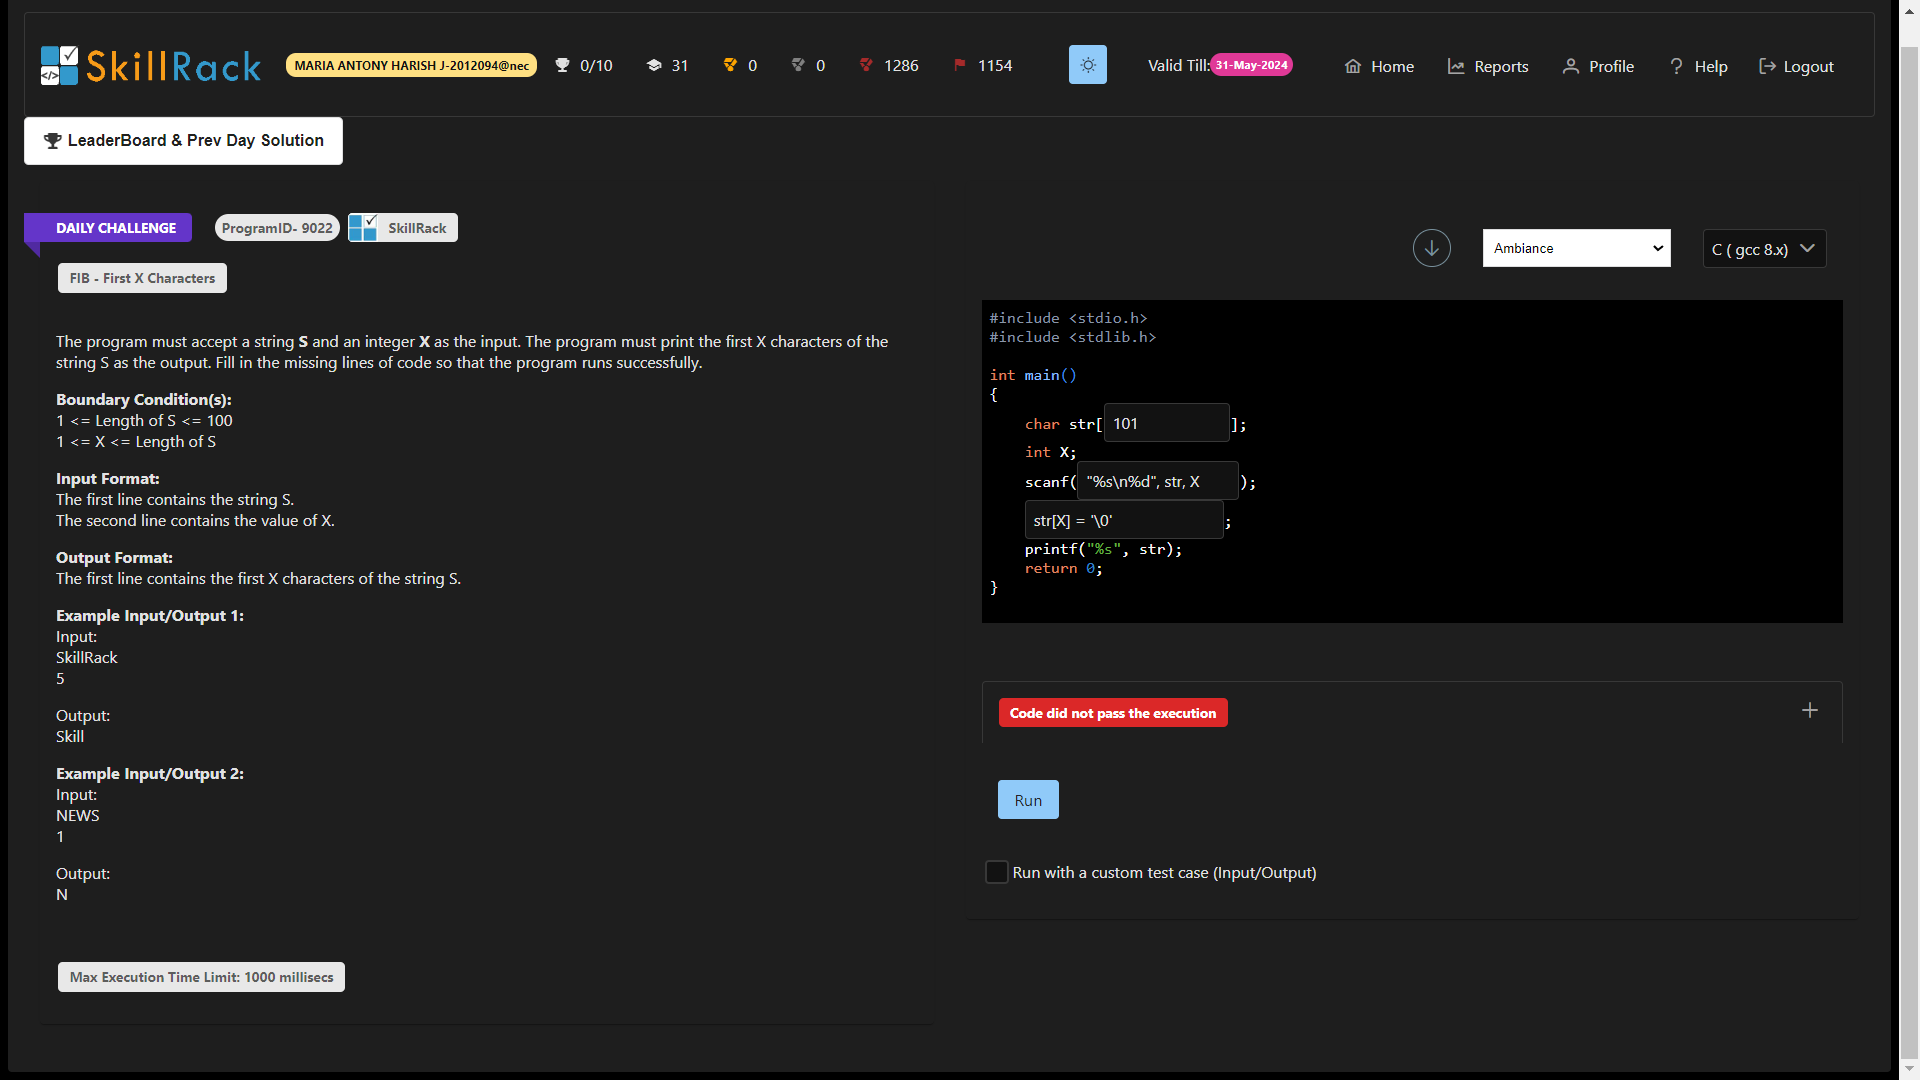 SkillRack
MARIA ANTONY HARISH J-2012094@nec
0/10
31
0
0
1286
1154
Valid Till:31-May-2024
Home
Reports
Profile
Help
Logout
LeaderBoard & Prev Day Solution
DAILY CHALLENGE
ProgramID- 9022
SkillRack
FIB - First X Characters
The program must accept a string S and an integer X as the input. The program must print the first X characters of the
string S as the output. Fill in the missing lines of code so that the program runs successfully.
Boundary Condition(s):
1 <= Length of S <= 100
1 <= X <= Length of S
Input Format:
The first line contains the string S.
The second line contains the value of X.
Output Format:
The first line contains the first X characters of the string S.
Example Input/Output 1:
Input:
SkillRack
5
Output:
Skill
Example Input/Output 2:
Input:
NEWS
1
Output:
N
Max Execution Time Limit: 1000 millisecs
Ambiance
C ( gcc 8.x)
#include <stdio.h>
#include <stdlib.h>
int main()
{
char str[ 101 ];
int X;
scanf( "%s\n%d", str, X );
str[X] = '\0' ;
printf("%s", str);
return 0;
}
Code did not pass the execution
Run
Run with a custom test case (Input/Output)